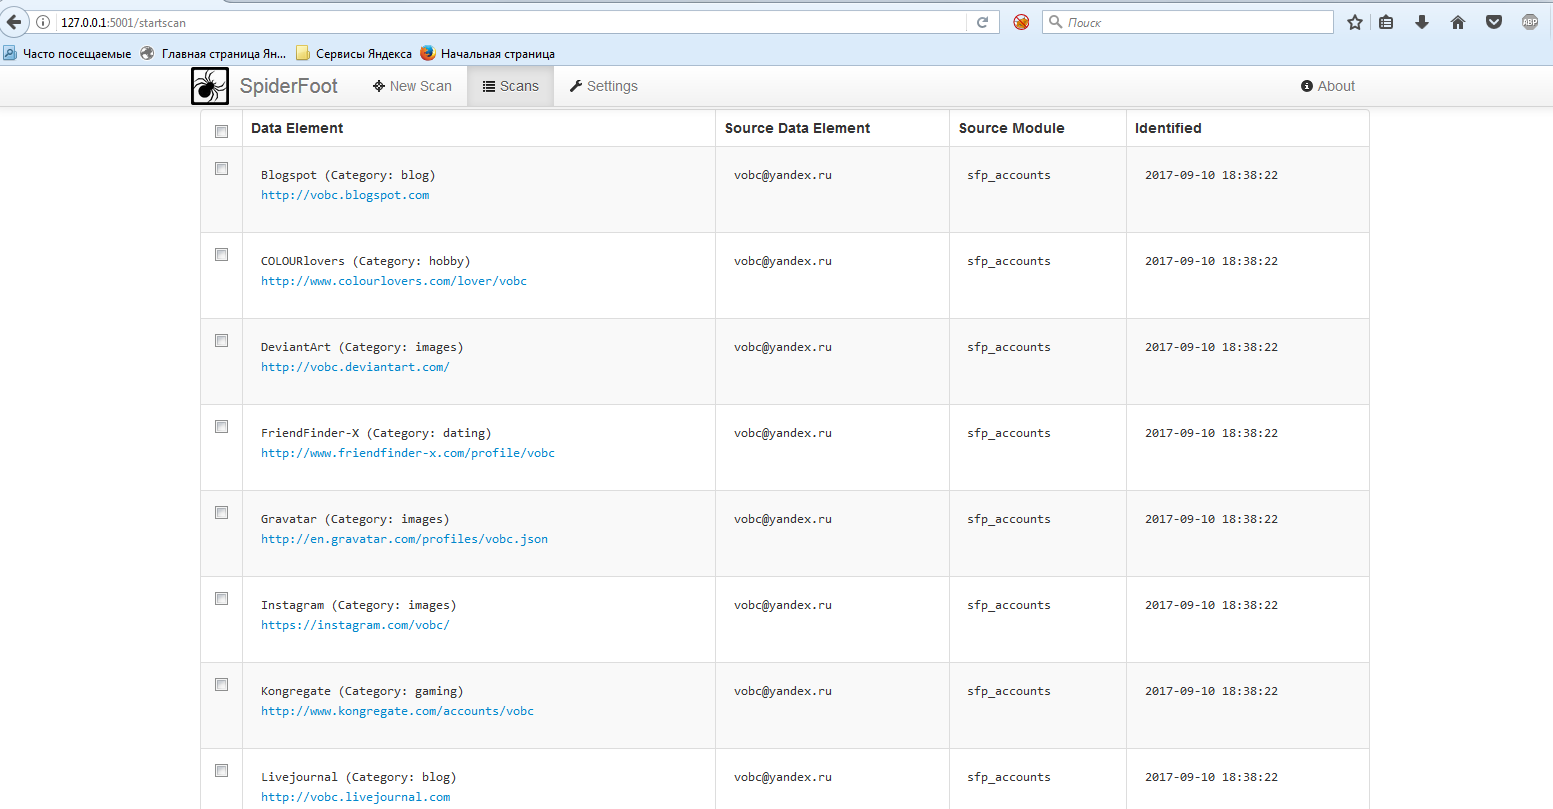 127.0.0.1:5001/startscan
Поиск
ABP
Часто посещаемые Главная страница Ян... Сервисы Яндекса Начальная страница
SpiderFoot New Scan Scans Settings About
Data Element Source Data Element Source Module Identified
Blogspot (Category: blog) vobc@yandex.ru sfp_accounts 2017-09-10 18:38:22
http://vobc.blogspot.com
COLOURlovers (Category: hobby) vobc@yandex.ru sfp_accounts 2017-09-10 18:38:22
http://www.colourlovers.com/lover/vobc
DeviantArt (Category: images) vobc@yandex.ru sfp_accounts 2017-09-10 18:38:22
http://vobc.deviantart.com/
FriendFinder-X (Category: dating) vobc@yandex.ru sfp_accounts 2017-09-10 18:38:22
http://www.friendfinder-x.com/profile/vobc
Gravatar (Category: images) vobc@yandex.ru sfp_accounts 2017-09-10 18:38:22
http://en.gravatar.com/profiles/vobc.json
Instagram (Category: images) vobc@yandex.ru sfp_accounts 2017-09-10 18:38:22
https://instagram.com/vobc/
Kongregate (Category: gaming) vobc@yandex.ru sfp_accounts 2017-09-10 18:38:22
http://www.kongregate.com/accounts/vobc
Livejournal (Category: blog) vobc@yandex.ru sfp_accounts 2017-09-10 18:38:22
http://vobc.livejournal.com